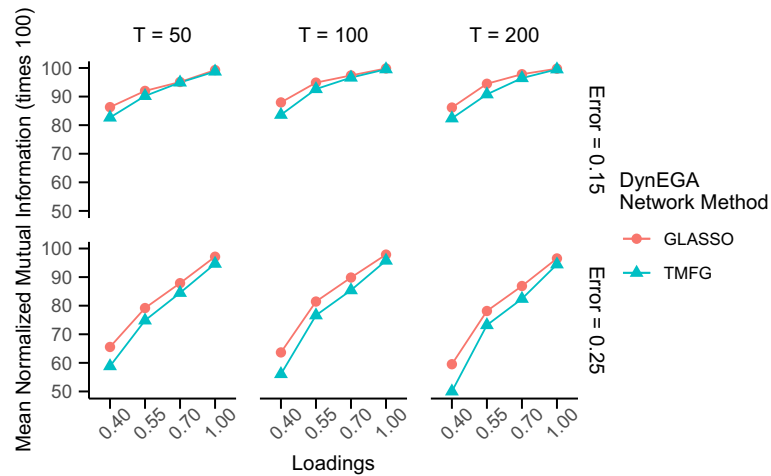 T = 50
T = 100
T = 200
Mean Normalized Mutual Information (times 100)
100
90
80
70
60
50
Error = 0.15
100
90
80
70
60
50
Error = 0.25
DynEGA
Network Method
GLASSO
TMFG
0.40
0.55
0.70
1.00
0.40
0.55
0.70
1.00
0.40
0.55
0.70
1.00
Loadings